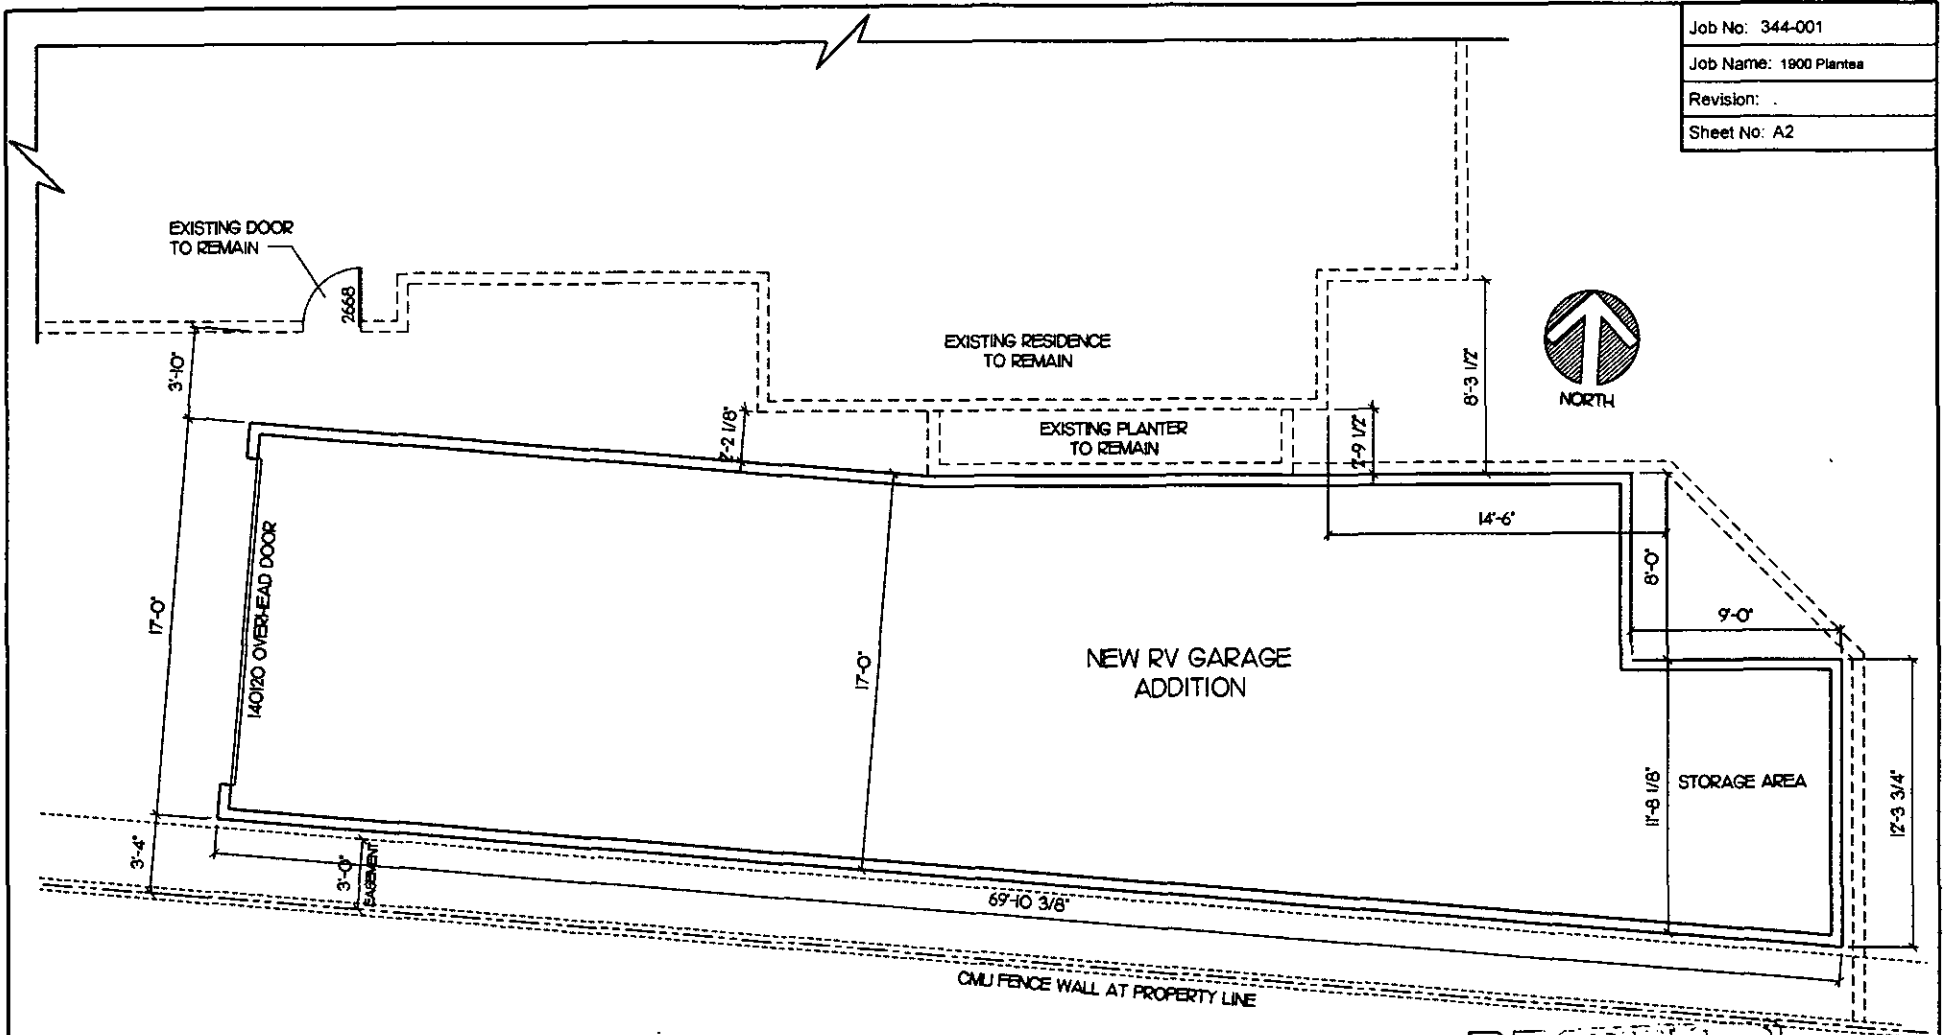 Job No: 344-001
Job Name: 1900 Plantea
Revision: .
Sheet No: A2
EXISTING DOOR
TO REMAIN
2668
3'-10"
EXISTING RESIDENCE
TO REMAIN
8'-3 1/2"
NORTH
2'-2 1/8"
EXISTING PLANTER
TO REMAIN
2'-9 1/2"
14'-6"
17'-0"
140120 OVERHEAD DOOR
17'-0"
NEW RV GARAGE
ADDITION
8'-0"
9'-0"
11'-8 1/8"
STORAGE AREA
12'-3 3/4"
3'-4"
3'-0"
EASEMENT
69'-10 3/8"
CMU FENCE WALL AT PROPERTY LINE